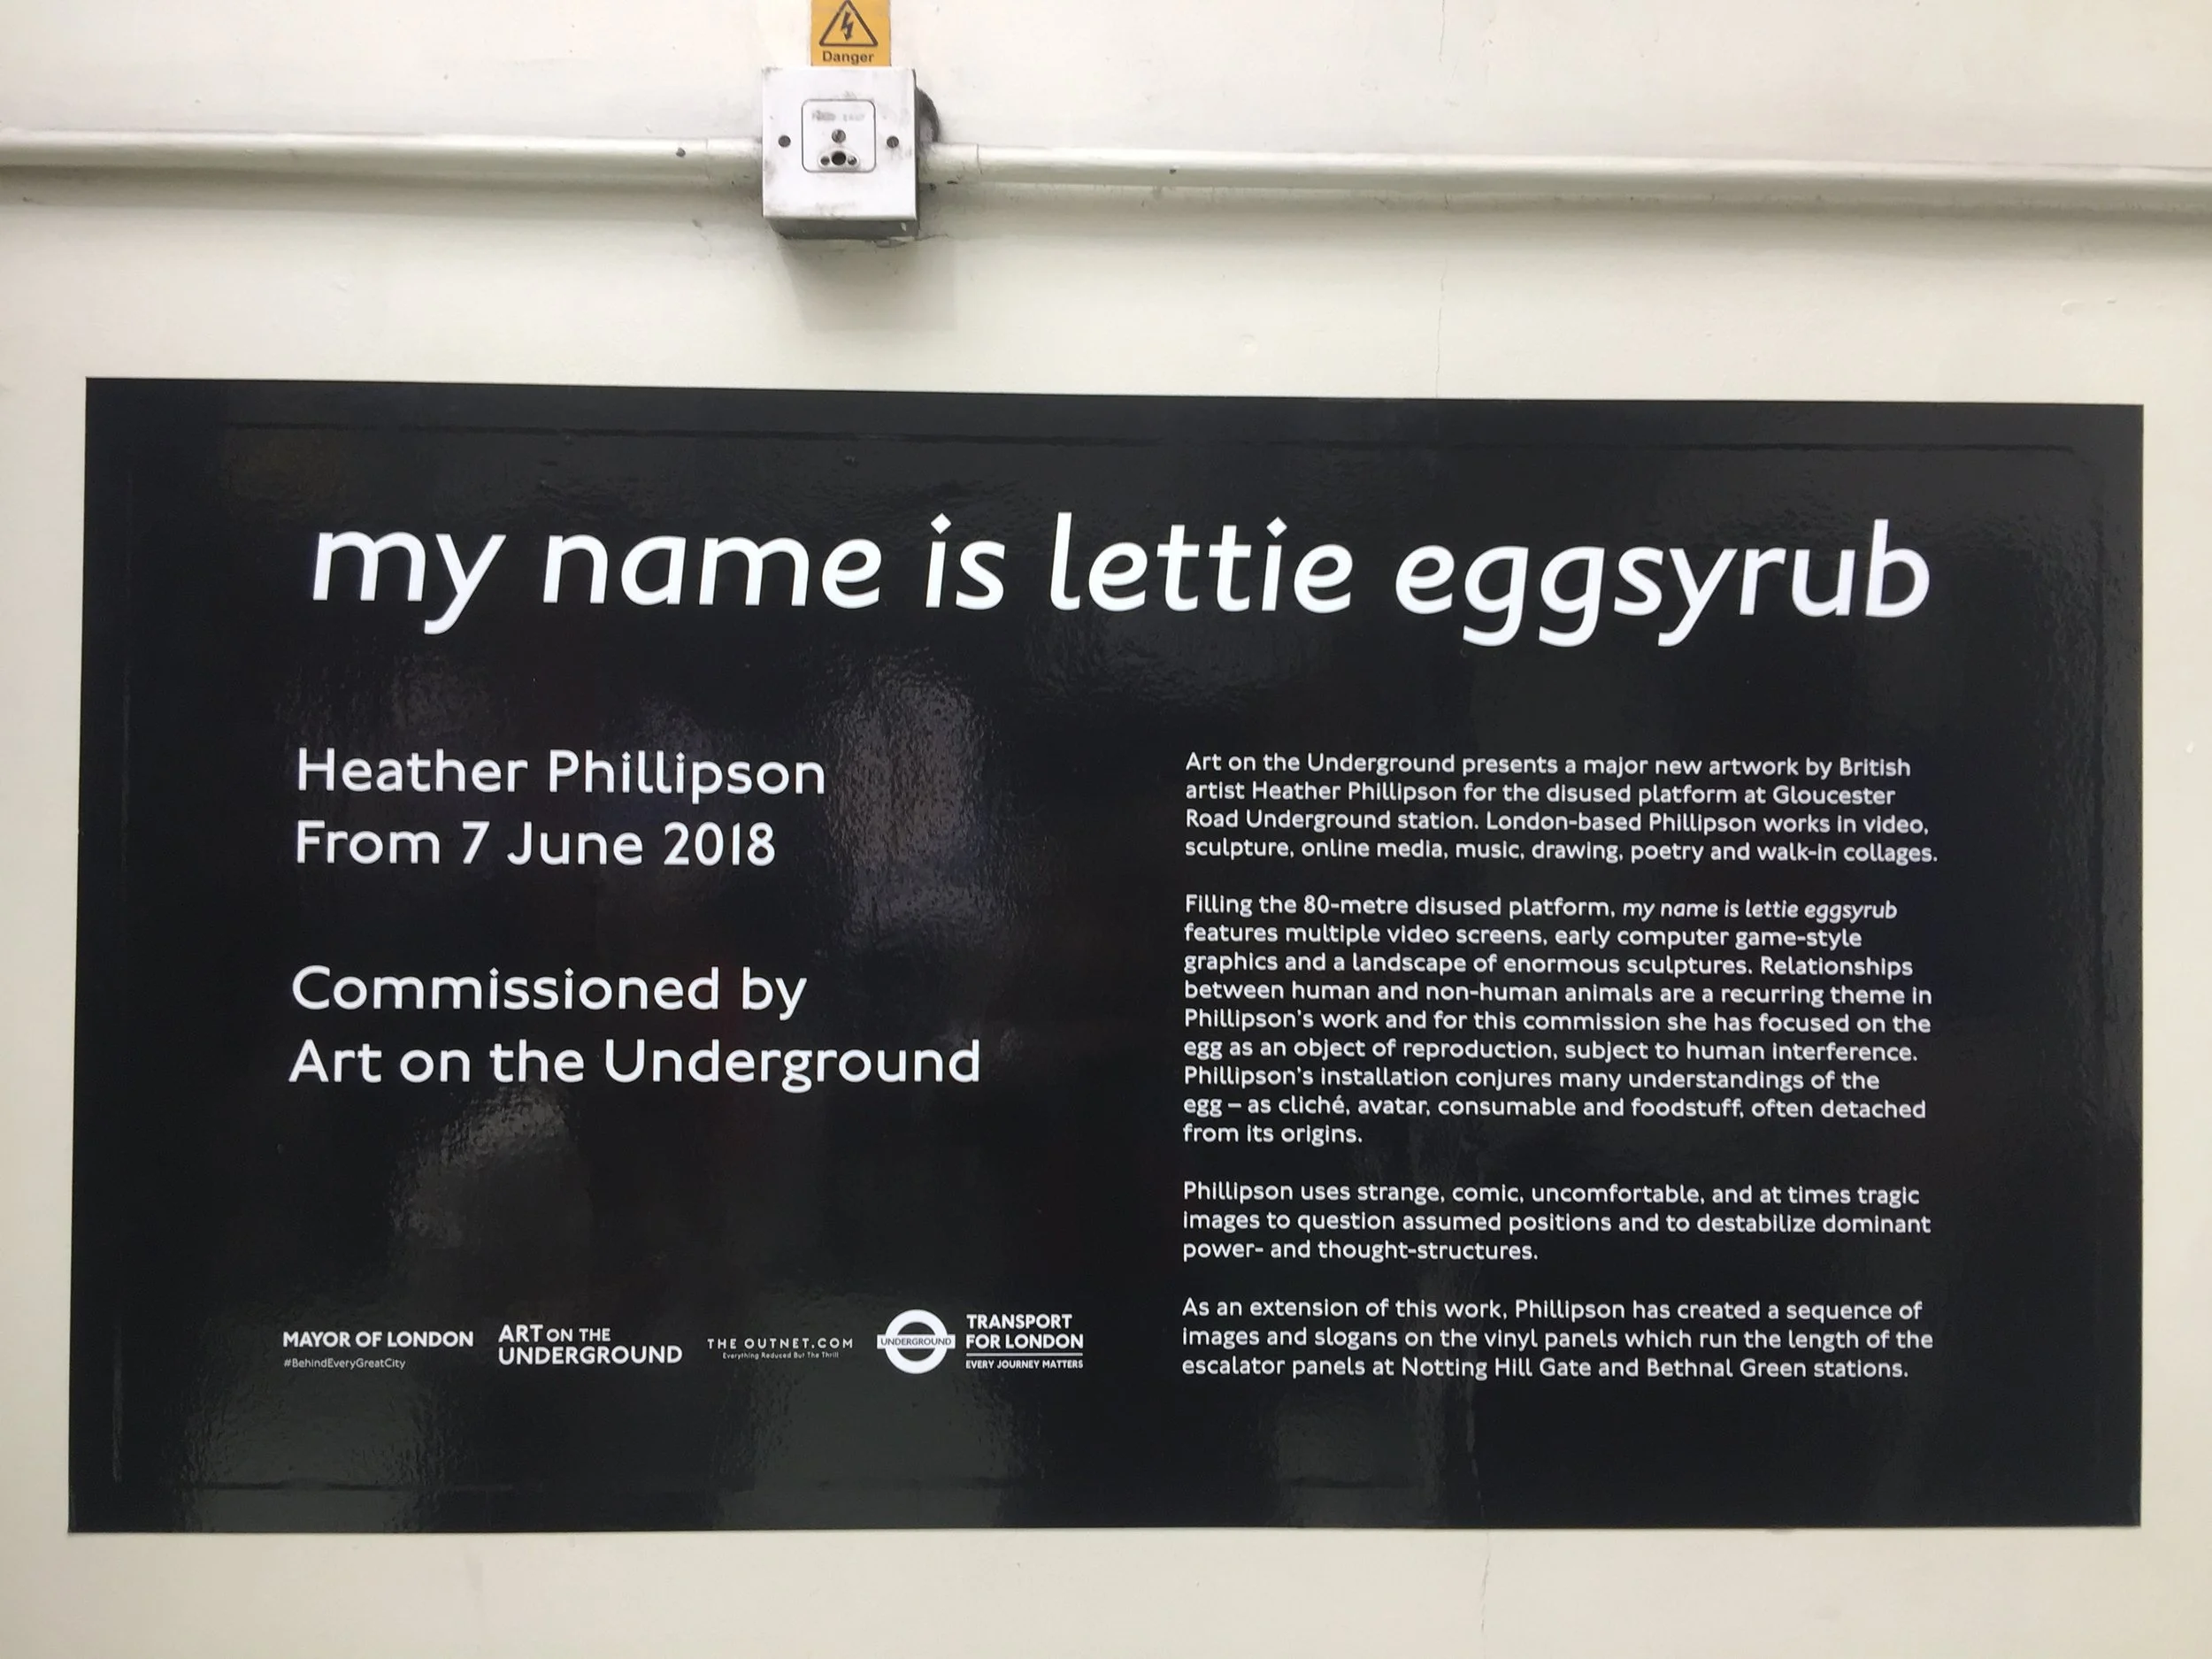 Danger
my name is lettie eggsyrub
Heather Phillipson
From 7 June 2018
Commissioned by
Art on the Underground
Art on the Underground presents a major new artwork by British
artist Heather Phillipson for the disused platform at Gloucester
Road Underground station. London-based Phillipson works in video,
sculpture, online media, music, drawing, poetry and walk-in collages.
Filling the 80-metre disused platform, my name is lettie eggsyrub
features multiple video screens, early computer game-style
graphics and a landscape of enormous sculptures. Relationships
between human and non-human animals are a recurring theme in
Phillipson's work and for this commission she has focused on the
egg as an object of reproduction, subject to human interference.
Phillipson's installation conjures many understandings of the
egg – as cliché, avatar, consumable and foodstuff, often detached
from its origins.
Phillipson uses strange, comic, uncomfortable, and at times tragic
images to question assumed positions and to destabilize dominant
power- and thought-structures.
As an extension of this work, Phillipson has created a sequence of
images and slogans on the vinyl panels which run the length of the
escalator panels at Notting Hill Gate and Bethnal Green stations.
MAYOR OF LONDON
#BehindEveryGreatCity
ART ON THE
UNDERGROUND
THE OUTNET.COM
Everything Reduced But The Thrill
UNDERGROUND
TRANSPORT
FOR LONDON
EVERY JOURNEY MATTERS